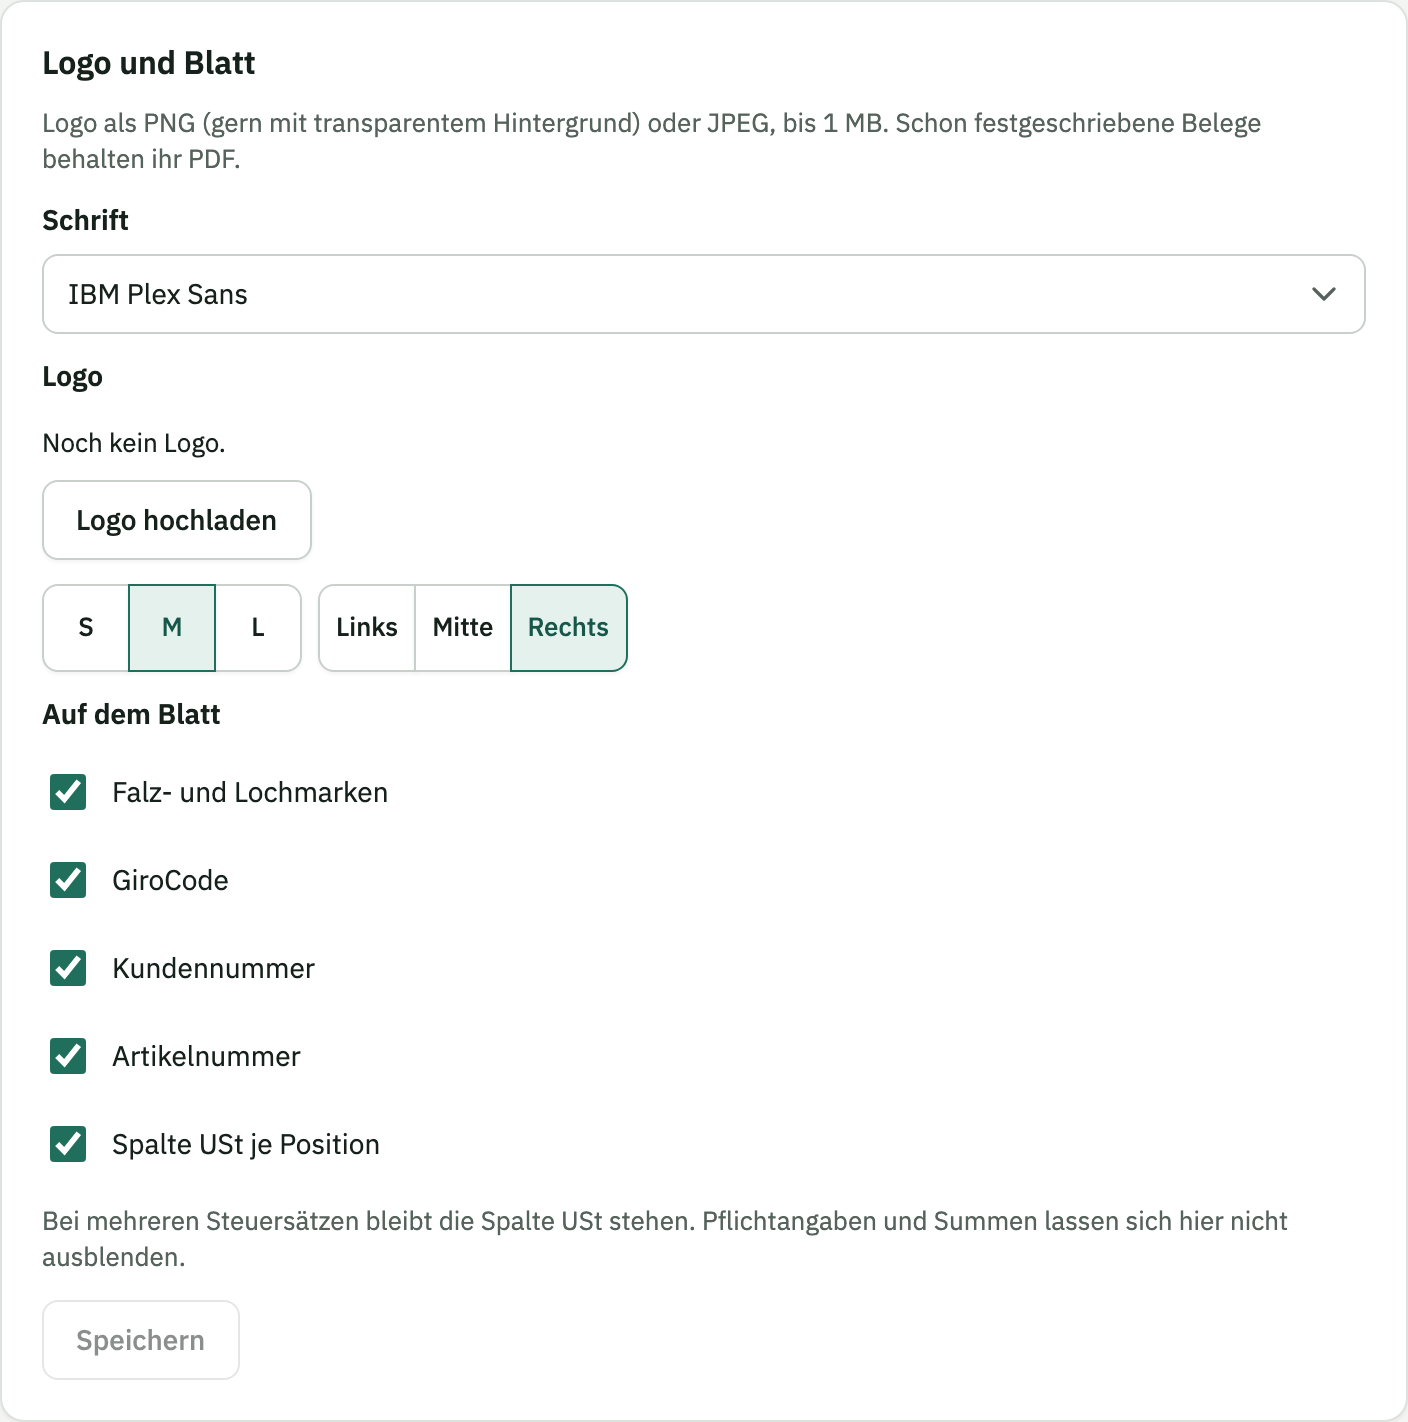 Logo und Blatt
Logo als PNG (gern mit transparentem Hintergrund) oder JPEG, bis 1 MB. Schon festgeschriebene Belege
behalten ihr PDF.
Schrift
IBM Plex Sans
Logo
Noch kein Logo.
Logo hochladen
S M L Links Mitte Rechts
Auf dem Blatt
Falz- und Lochmarken
GiroCode
Kundennummer
Artikelnummer
Spalte USt je Position
Bei mehreren Steuersätzen bleibt die Spalte USt stehen. Pflichtangaben und Summen lassen sich hier nicht
ausblenden.
Speichern